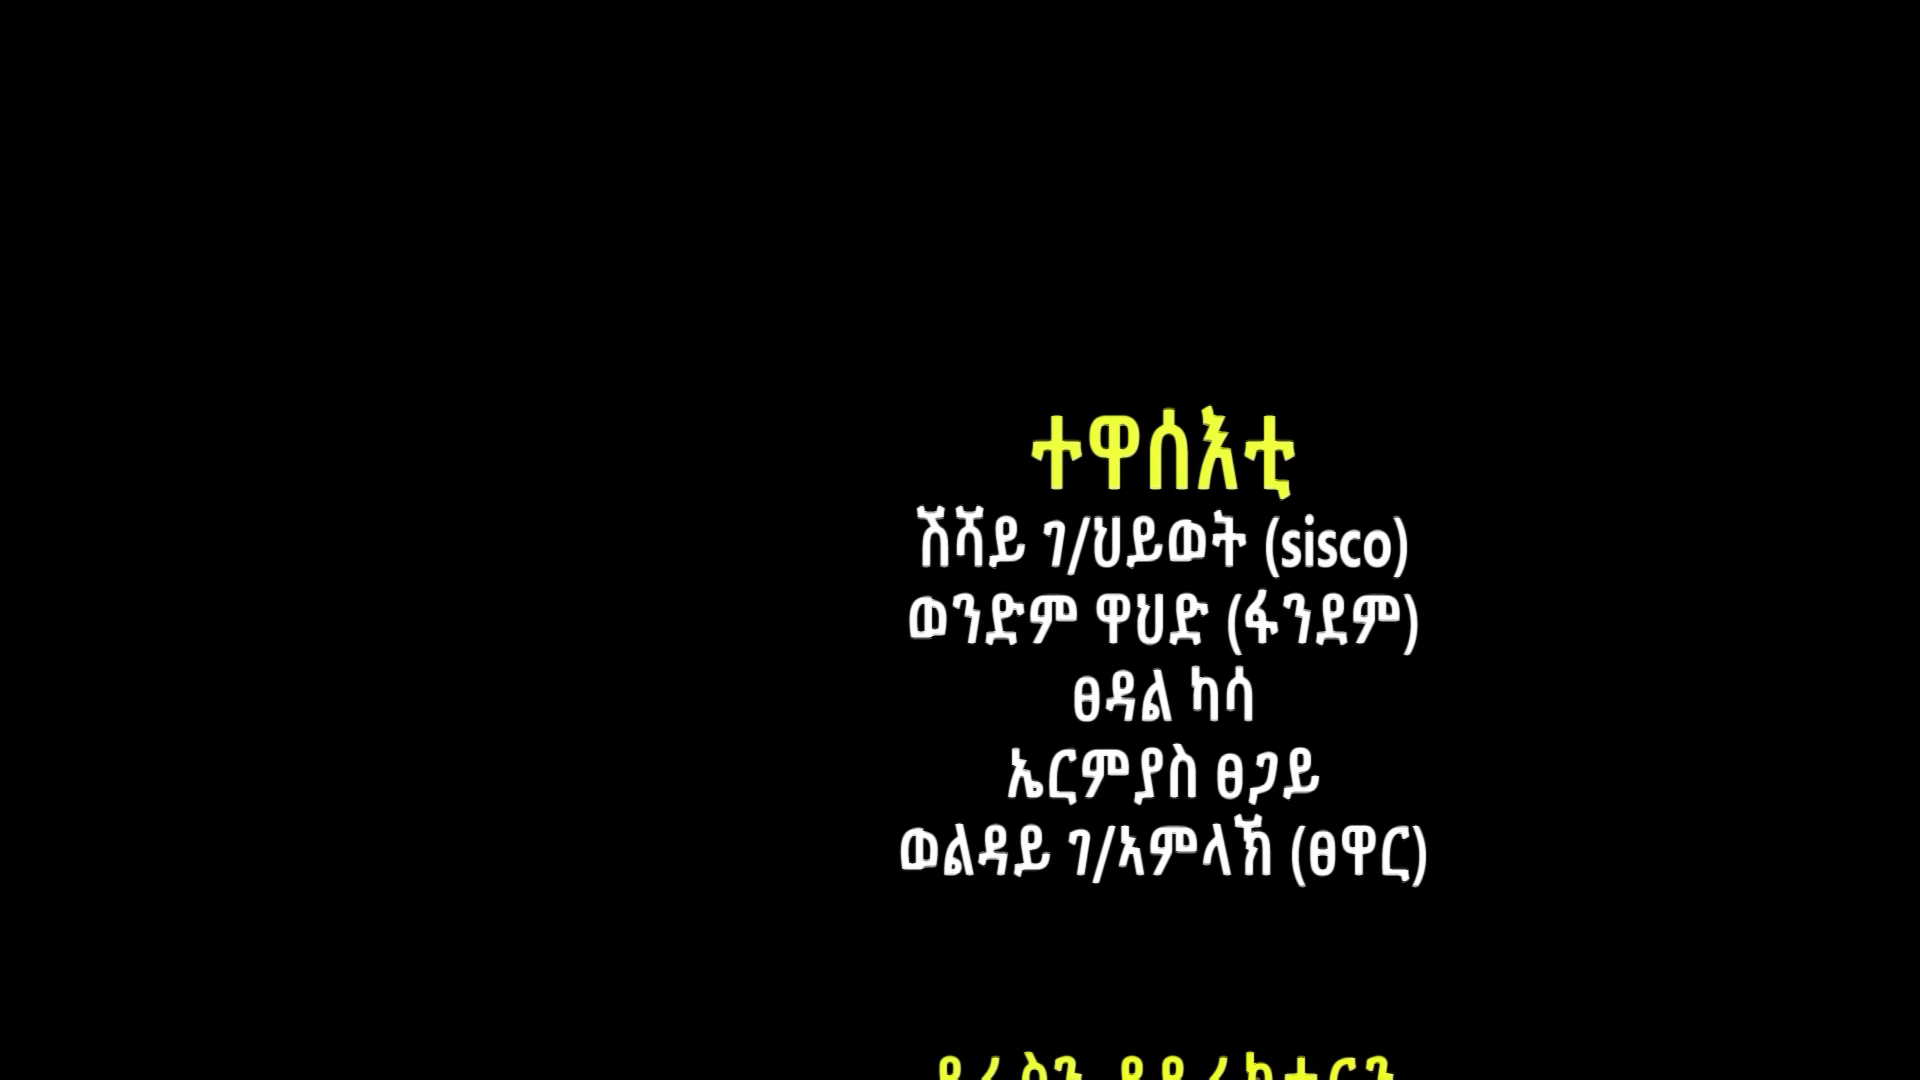 ተዋሰእቲ
ሽሻይ ገ/ህይወት (sisco)
ወንድም ዋህድ (ፋንደም)
ፀዳል ካሳ
ኤርምያስ ፀጋይ
ወልዳይ ገ/ኣምላኽ (ፀዋር)